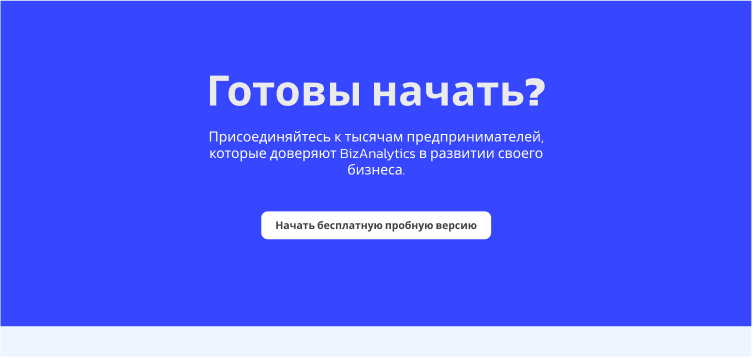 Готовы начать?
Присоединяйтесь к тысячам предпринимателей,
которые доверяют BizAnalytics в развитии своего
бизнеса.
Начать бесплатную пробную версию